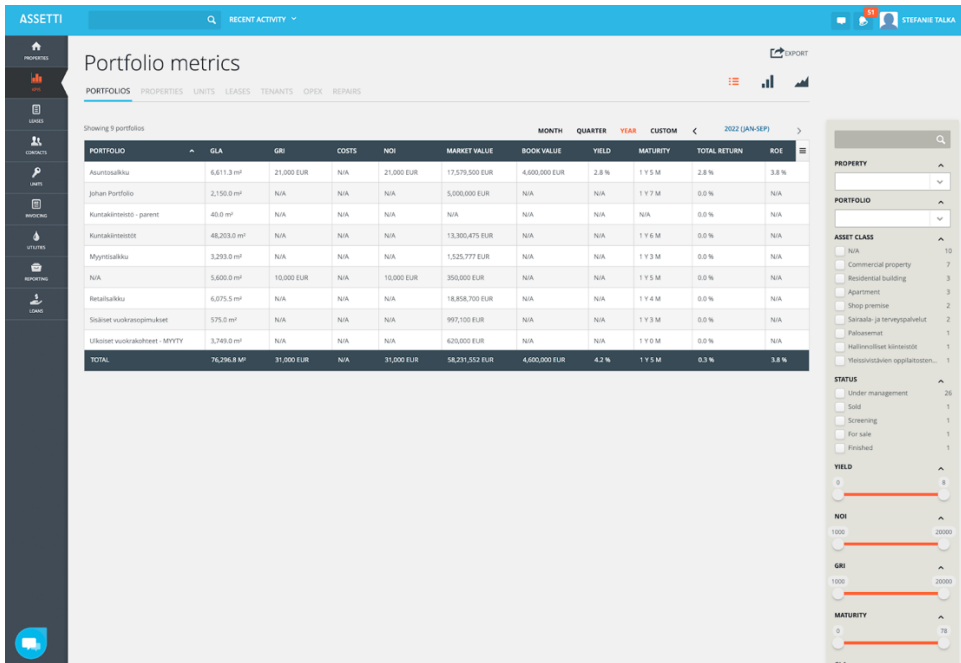 ASSETTI
RECENT ACTIVITY
51
STEFANIE TALKA
PROPERTIES
KPIS
LEASES
CONTACTS
UNITS
INVOICING
UTILITIES
REPORTING
LOANS
Portfolio metrics
EXPORT
PORTFOLIOS PROPERTIES UNITS LEASES TENANTS OPEX REPAIRS
Showing 9 portfolios
MONTH QUARTER YEAR CUSTOM 2022 (JAN-SEP)
PORTFOLIO GLA GRI COSTS NOI MARKET VALUE BOOK VALUE YIELD MATURITY TOTAL RETURN ROE
Asuntosalkku 6,611.3 m² 21,000 EUR N/A 21,000 EUR 17,579,500 EUR 4,600,000 EUR 2.8 % 1 Y 5 M 2.8 % 3.8 %
Johan Portfolio 2,150.0 m² N/A N/A N/A 5,000,000 EUR N/A N/A 1 Y 7 M 0.0 % N/A
Kuntakiinteistö - parent 40.0 m² N/A N/A N/A N/A N/A N/A N/A 0.0 % N/A
Kuntakiinteistöt 48,203.0 m² N/A N/A N/A 13,300,475 EUR N/A N/A 1 Y 6 M 0.0 % N/A
Myyntisalkku 3,293.0 m² N/A N/A N/A 1,525,777 EUR N/A N/A 1 Y 3 M 0.0 % N/A
N/A 5,600.0 m² 10,000 EUR N/A 10,000 EUR 350,000 EUR N/A N/A 1 Y 5 M 0.0 % N/A
Retailsalkku 6,075.5 m² N/A N/A N/A 18,858,700 EUR N/A N/A 1 Y 4 M 0.0 % N/A
Sisäiset vuokrasopimukset 575.0 m² N/A N/A N/A 997,100 EUR N/A N/A 1 Y 3 M 0.0 % N/A
Ulkoiset vuokrakohteet - MYYTY 3,749.0 m² N/A N/A N/A 620,000 EUR N/A N/A 1 Y 0 M 0.0 % N/A
TOTAL 76,296.8 M² 31,000 EUR N/A 31,000 EUR 58,231,552 EUR 4,600,000 EUR 4.2 % 1 Y 5 M 0.3 % 3.8 %
PROPERTY
PORTFOLIO
ASSET CLASS
N/A 10
Commercial property 7
Residential building 3
Apartment 3
Shop premise 2
Sairaala- ja terveyspalvelut 2
Paloasemat 1
Hallinnolliset kiinteistöt 1
Yleissivistävien oppilaitosten... 1
STATUS
Under management 26
Sold 1
Screening 1
For sale 1
Finished 1
YIELD
0 8
NOI
1000 20000
GRI
1000 20000
MATURITY
0 78